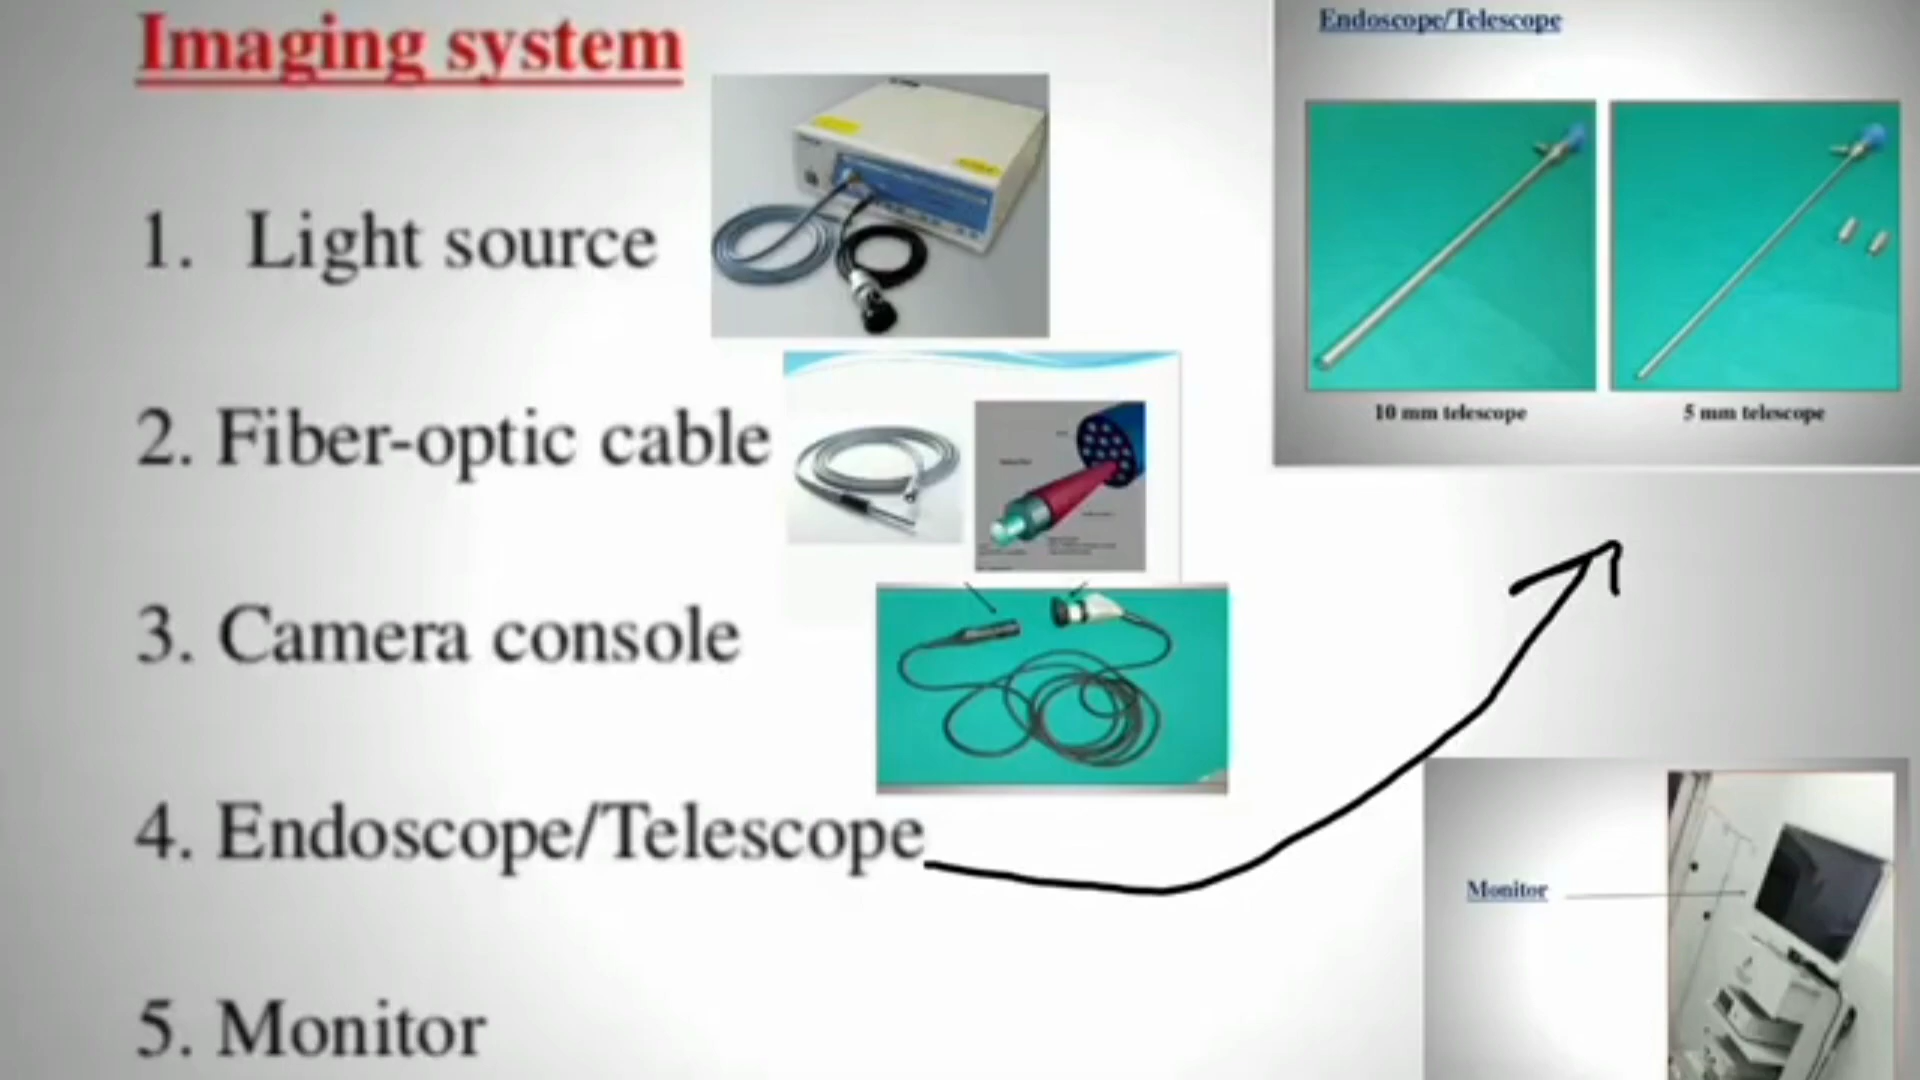 Imaging system
1. Light source
2. Fiber-optic cable
3. Camera console
4. Endoscope/Telescope
5. Monitor
Endoscope/Telescope
10 mm telescope
5 mm telescope
Monitor